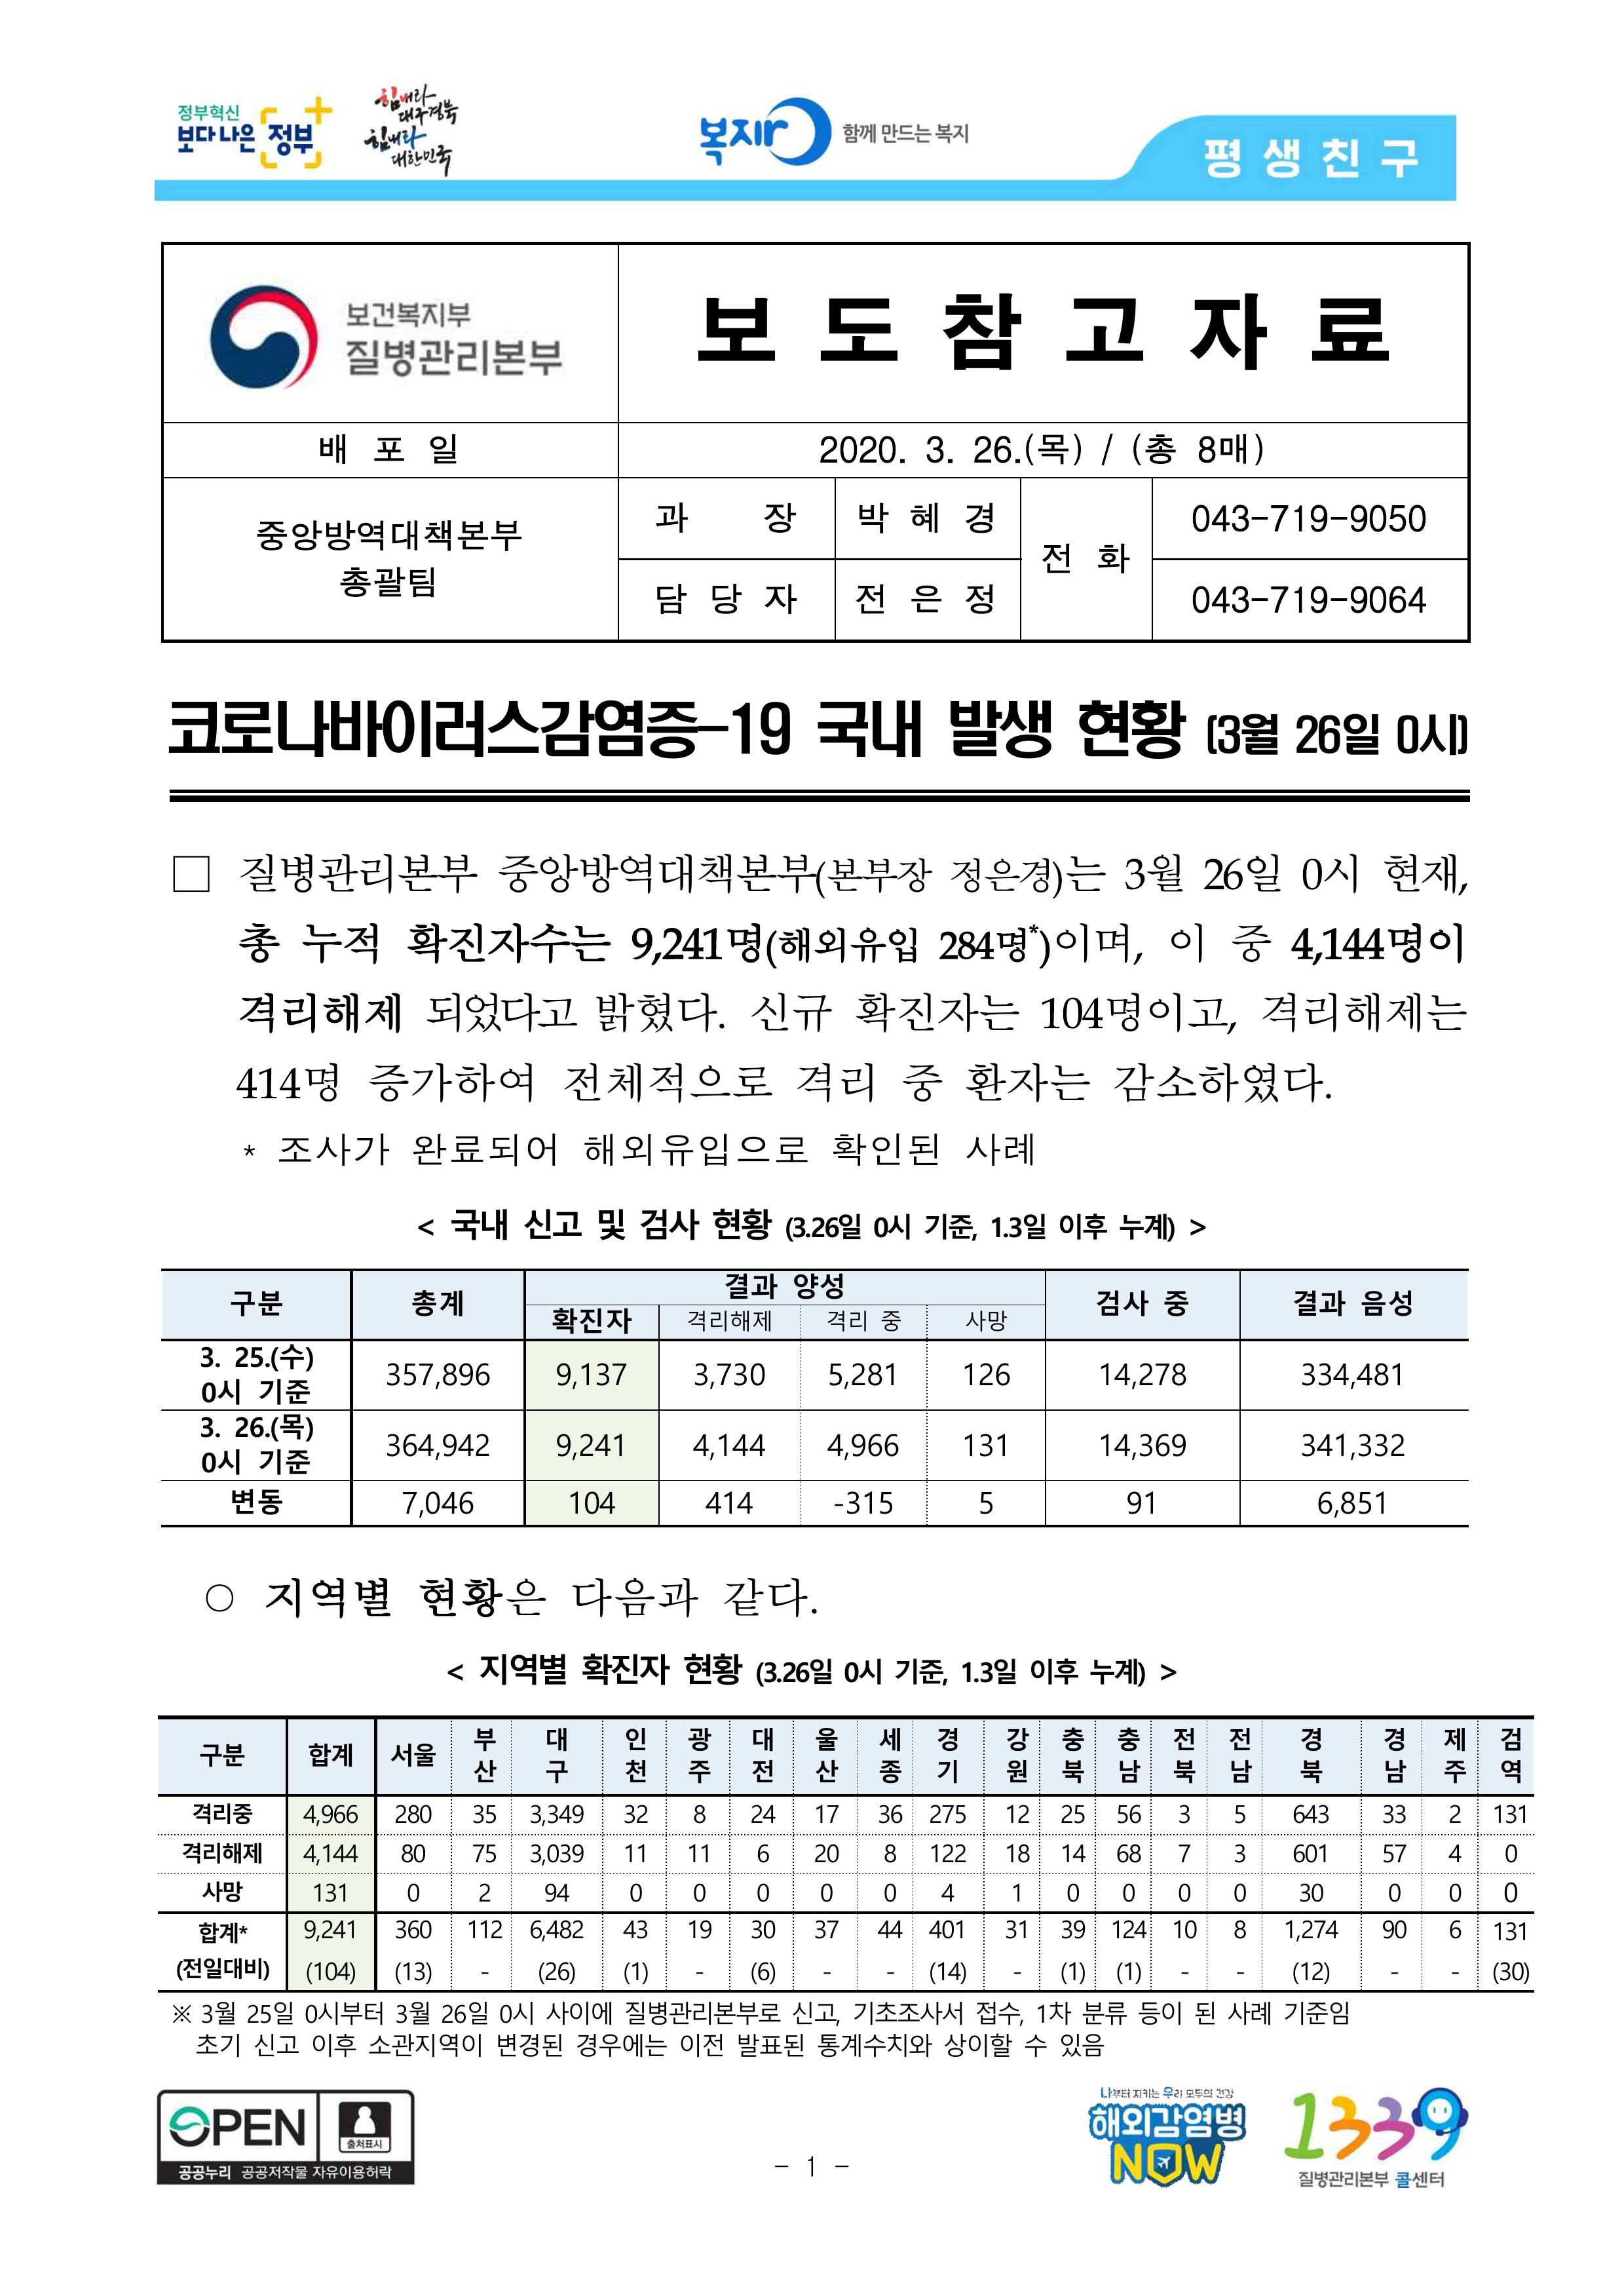 정부혁신
보다나은 정부
힘내라
대구경북
힘내라
대한민국
복지로 함께 만드는 복지
평생친구
보건복지부
질병관리본부
보 도 참 고 자 료
배 포 일 2020. 3. 26.(목) / (총 8매)
중앙방역대책본부
총괄팀
과 장 박 혜 경 전 화 043-719-9050
담 당 자 전 은 정 043-719-9064
코로나바이러스감염증-19 국내 발생 현황 (3월 26일 0시)
□ 질병관리본부 중앙방역대책본부(본부장 정은경)는 3월 26일 0시 현재,
총 누적 확진자수는 9,241명(해외유입 284명*)이며, 이 중 4,144명이
격리해제 되었다고 밝혔다. 신규 확진자는 104명이고, 격리해제는
414명 증가하여 전체적으로 격리 중 환자는 감소하였다.
* 조사가 완료되어 해외유입으로 확인된 사례
< 국내 신고 및 검사 현황 (3.26일 0시 기준, 1.3일 이후 누계) >
구분 총계 결과 양성 검사 중 결과 음성
확진자 격리해제 격리 중 사망
3. 25.(수)
0시 기준 357,896 9,137 3,730 5,281 126 14,278 334,481
3. 26.(목)
0시 기준 364,942 9,241 4,144 4,966 131 14,369 341,332
변동 7,046 104 414 -315 5 91 6,851
○ 지역별 현황은 다음과 같다.
< 지역별 확진자 현황 (3.26일 0시 기준, 1.3일 이후 누계) >
구분 합계 서울 부산 대구 인천 광주 대전 울산 세종 경기 강원 충북 충남 전북 전남 경북 경남 제주 검역
격리중 4,966 280 35 3,349 32 8 24 17 36 275 12 25 56 3 5 643 33 2 131
격리해제 4,144 80 75 3,039 11 11 6 20 8 122 18 14 68 7 3 601 57 4 0
사망 131 0 2 94 0 0 0 0 0 4 1 0 0 0 0 30 0 0 0
합계* 9,241 360 112 6,482 43 19 30 37 44 401 31 39 124 10 8 1,274 90 6 131
(전일대비) (104) (13) - (26) (1) - (6) - - (14) - (1) (1) - - (12) - - (30)
※ 3월 25일 0시부터 3월 26일 0시 사이에 질병관리본부로 신고, 기초조사서 접수, 1차 분류 등이 된 사례 기준임
초기 신고 이후 소관지역이 변경된 경우에는 이전 발표된 통계수치와 상이할 수 있음
OPEN 출처표시
공공누리 공공저작물 자유이용허락
- 1 -
나부터 지키는 우리 모두의 건강
해외감염병
NOW
1339
질병관리본부 콜센터